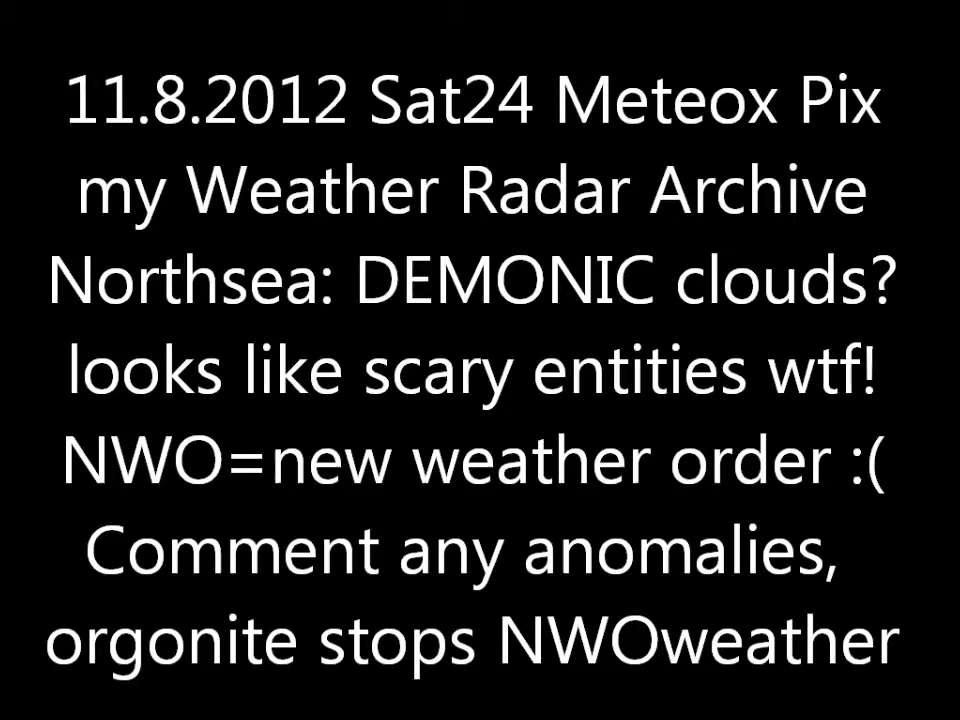 11.8.2012 Sat24 Meteox Pix
my Weather Radar Archive
Northsea: DEMONIC clouds?
looks like scary entities wtf!
NWO=new weather order :(
Comment any anomalies,
orgonite stops NWOweather